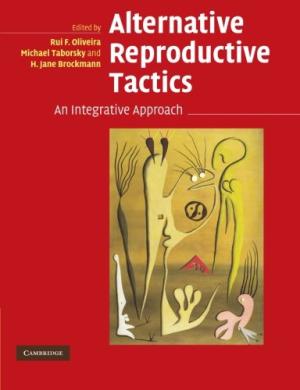 Edited by
Rui F. Oliveira
Michael Taborsky
and
H. Jane Brockmann
Alternative
Reproductive
Tactics
An Integrative Approach
CAMBRIDGE